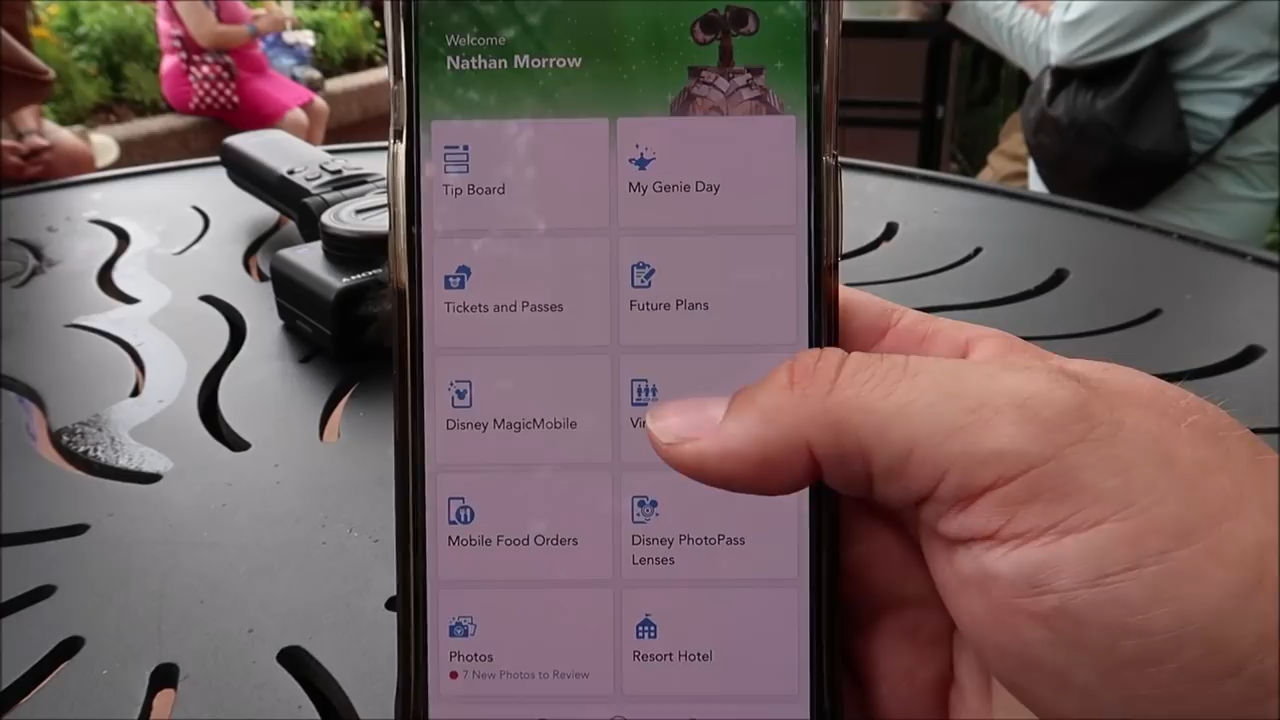 Welcome
Nathan Morrow
Tip Board
My Genie Day
Tickets and Passes
Future Plans
Disney MagicMobile
Mobile Food Orders
Disney PhotoPass
Lenses
Photos
7 New Photos to Review
Resort Hotel
SONY